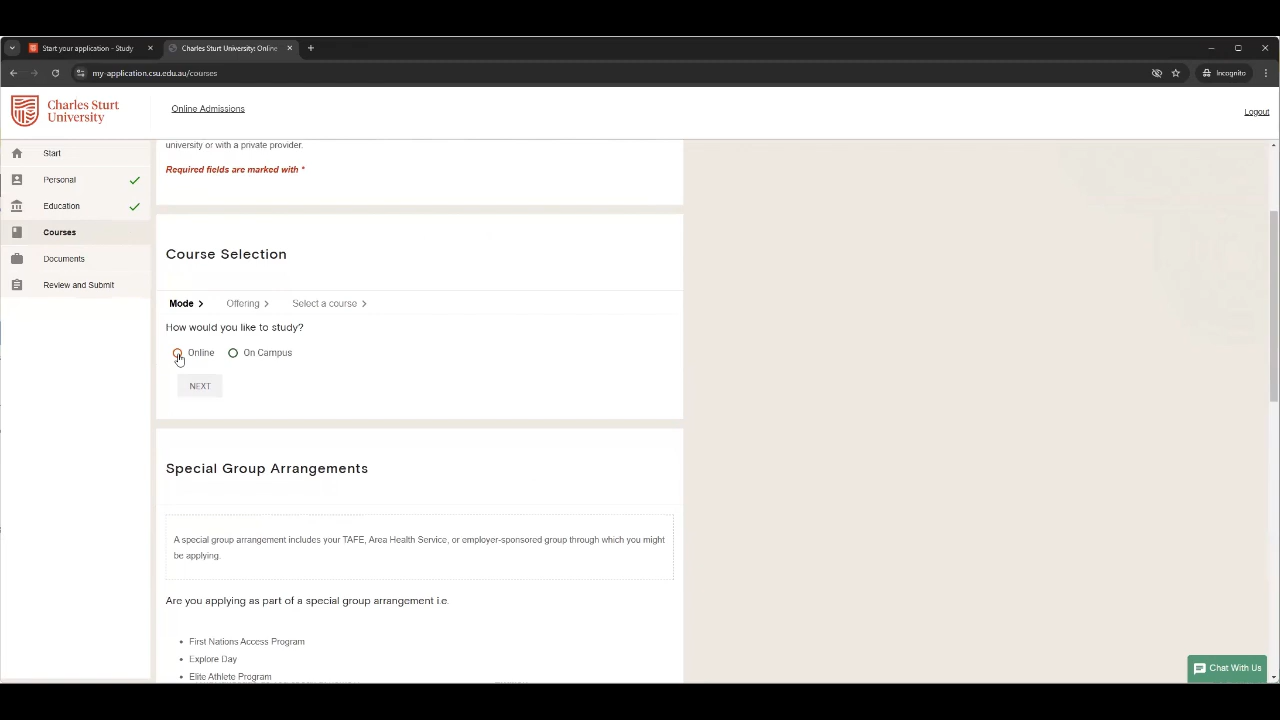 Start your application - Study
Charles Sturt University: Onlin
my-application.csu.edu.au/courses
Incognito
Charles Sturt
University
Online Admissions
Logout
Start
Personal
Education
Courses
Documents
Review and Submit
university or with a private provider.
Required fields are marked with *
Course Selection
Mode
Offering
Select a course
How would you like to study?
Online
On Campus
NEXT
Special Group Arrangements
A special group arrangement includes your TAFE, Area Health Service, or employer-sponsored group through which you might
be applying.
Are you applying as part of a special group arrangement i.e.
• First Nations Access Program
• Explore Day
• Elite Athlete Program
Chat With Us